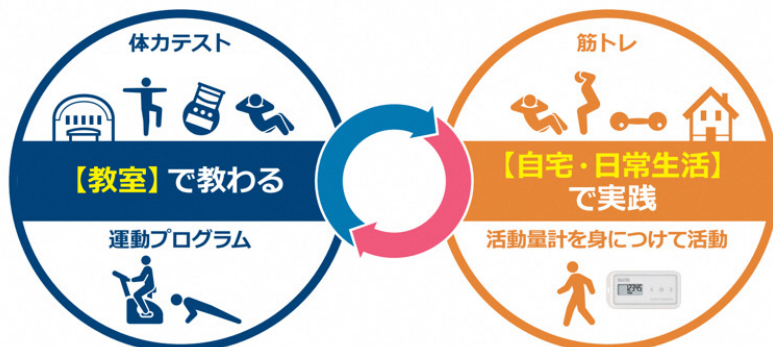 体力テスト
【教室】で教わる
運動プログラム
筋トレ
【自宅・日常生活】
で実践
活動量計を身につけて活動